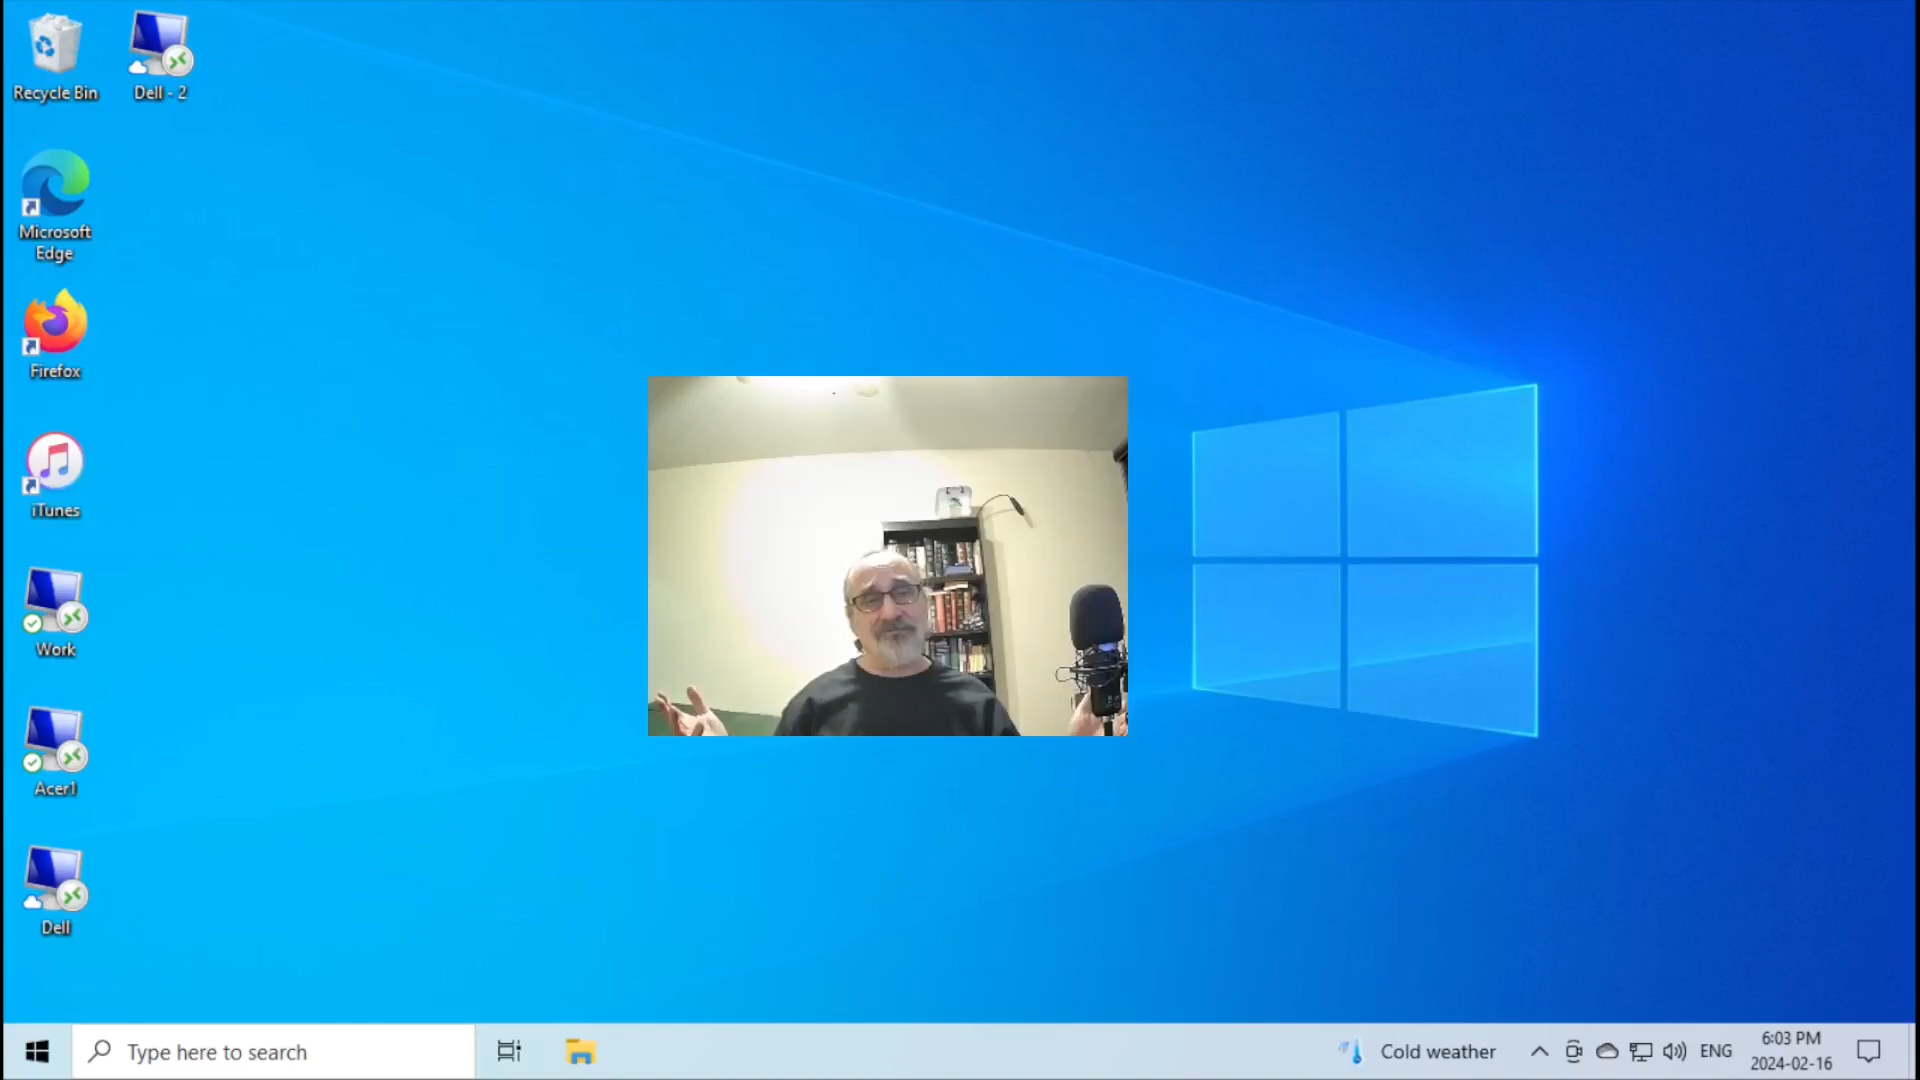 Recycle Bin
Dell - 2
Microsoft
Edge
Firefox
iTunes
Work
Acer1
Dell
Type here to search
Cold weather
ENG
6:03 PM
2024-02-16